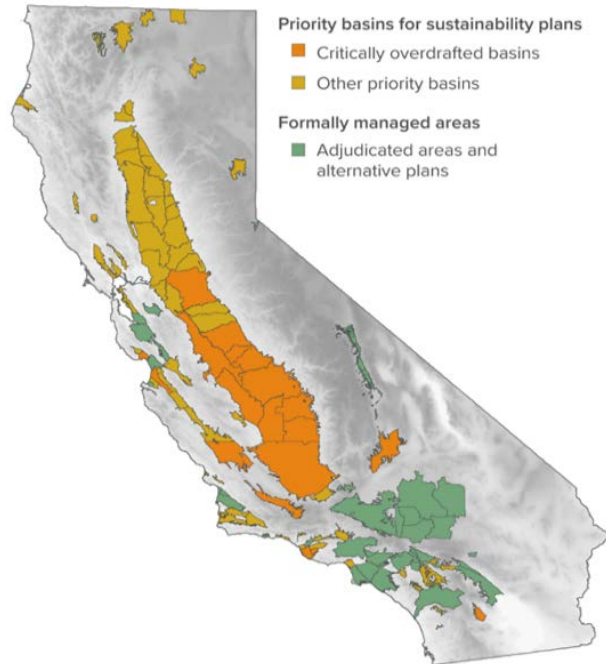 Priority basins for sustainability plans
Critically overdrafted basins
Other priority basins
Formally managed areas
Adjudicated areas and
alternative plans